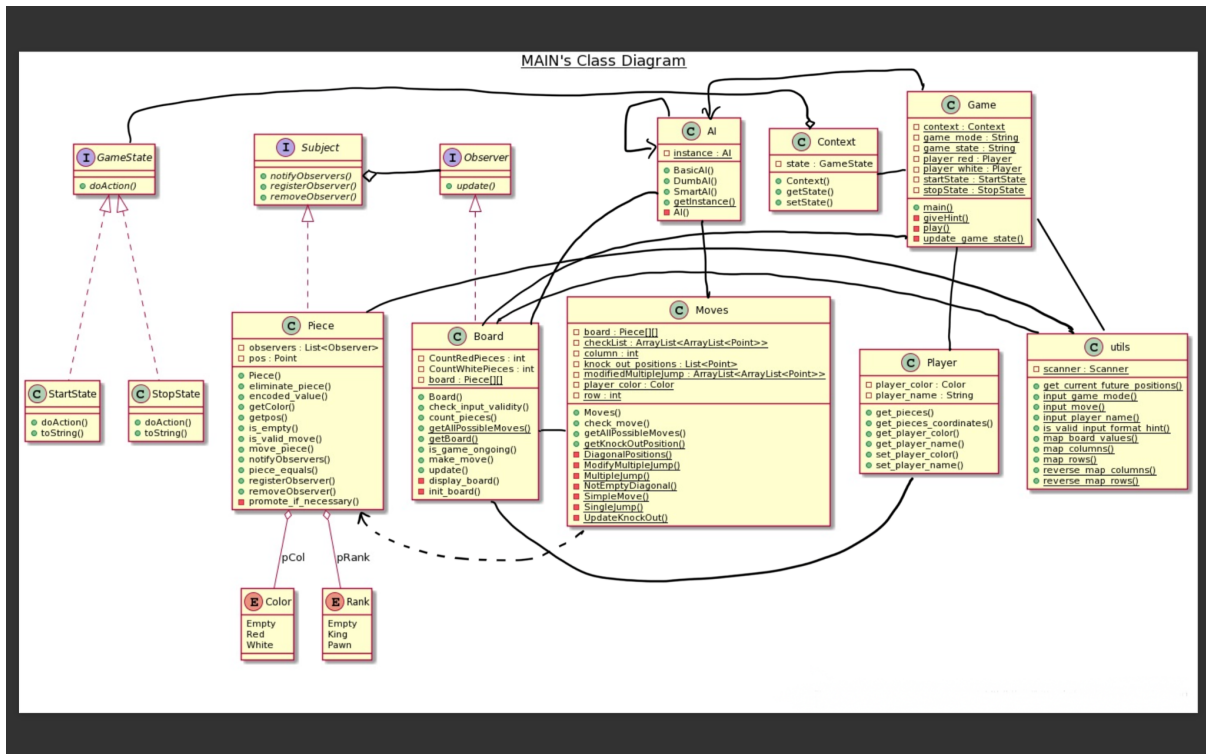 MAIN's Class Diagram
I GameState
doAction()
I Subject
notifyObservers()
registerObserver()
removeObserver()
I Observer
update()
C AI
instance : AI
BasicAI()
DumbAI()
SmartAI()
getInstance()
AI()
C Context
state : GameState
Context()
getState()
setState()
C Game
context : Context
game_mode : String
game_state : String
player_red : Player
player_white : Player
startState : StartState
stopState : StopState
main()
giveHint()
play()
update_game_state()
C StartState
doAction()
toString()
C StopState
doAction()
toString()
C Piece
observers : List<Observer>
pos : Point
Piece()
eliminate_piece()
encoded_value()
getColor()
getpos()
is_empty()
is_valid_move()
move_piece()
notifyObservers()
piece_equals()
registerObserver()
removeObserver()
promote_if_necessary()
C Board
CountRedPieces : int
CountWhitePieces : int
board : Piece[][]
Board()
check_input_validity()
count_pieces()
getAllPossibleMoves()
getBoard()
is_game_ongoing()
make_move()
update()
display_board()
init_board()
C Moves
board : Piece[][]
checkList : ArrayList<ArrayList<Point>>
column : int
knock_out_positions : List<Point>
modifiedMultipleJump : ArrayList<ArrayList<Point>>
player_color : Color
row : int
Moves()
check_move()
getAllPossibleMoves()
getKnockOutPosition()
DiagonalPositions()
ModifyMultipleJump()
MultipleJump()
NotEmptyDiagonal()
SimpleMove()
SingleJump()
UpdateKnockOut()
C Player
player_color : Color
player_name : String
get_pieces()
get_pieces_coordinates()
get_player_color()
get_player_name()
set_player_color()
set_player_name()
C utils
scanner : Scanner
get_current_future_positions()
input_game_mode()
input_move()
input_player_name()
is_valid_input_format_hint()
map_board_values()
map_columns()
map_rows()
reverse_map_columns()
reverse_map_rows()
pCol
pRank
E Color
Empty
Red
White
E Rank
Empty
King
Pawn